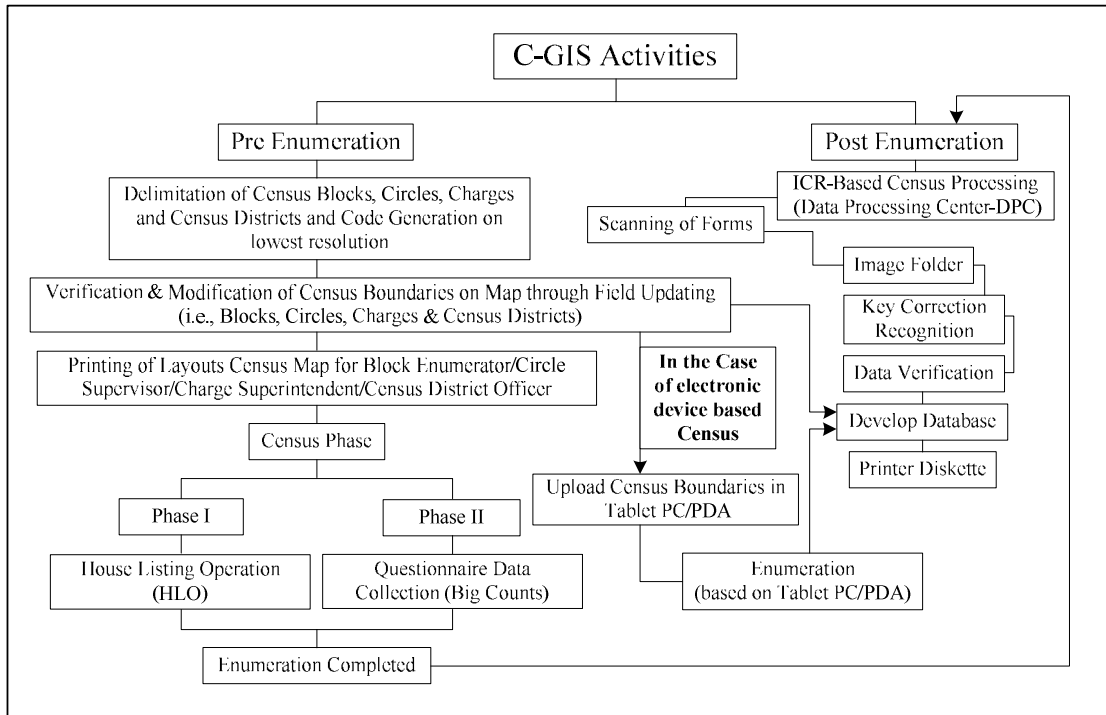 C-GIS Activities
Pre Enumeration
Delimitation of Census Blocks, Circles, Charges
and Census Districts and Code Generation on
lowest resolution
Verification & Modification of Census Boundaries on Map through Field Updating
(i.e., Blocks, Circles, Charges & Census Districts)
Printing of Layouts Census Map for Block Enumerator/Circle
Supervisor/Charge Superintendent/Census District Officer
Census Phase
Phase I
Phase II
House Listing Operation
(HLO)
Questionnaire Data
Collection (Big Counts)
Enumeration Completed
In the Case
of electronic
device based
Census
Upload Census Boundaries in
Tablet PC/PDA
Enumeration
(based on Tablet PC/PDA)
Post Enumeration
ICR-Based Census Processing
(Data Processing Center-DPC)
Scanning of Forms
Image Folder
Key Correction
Recognition
Data Verification
Develop Database
Printer Diskette